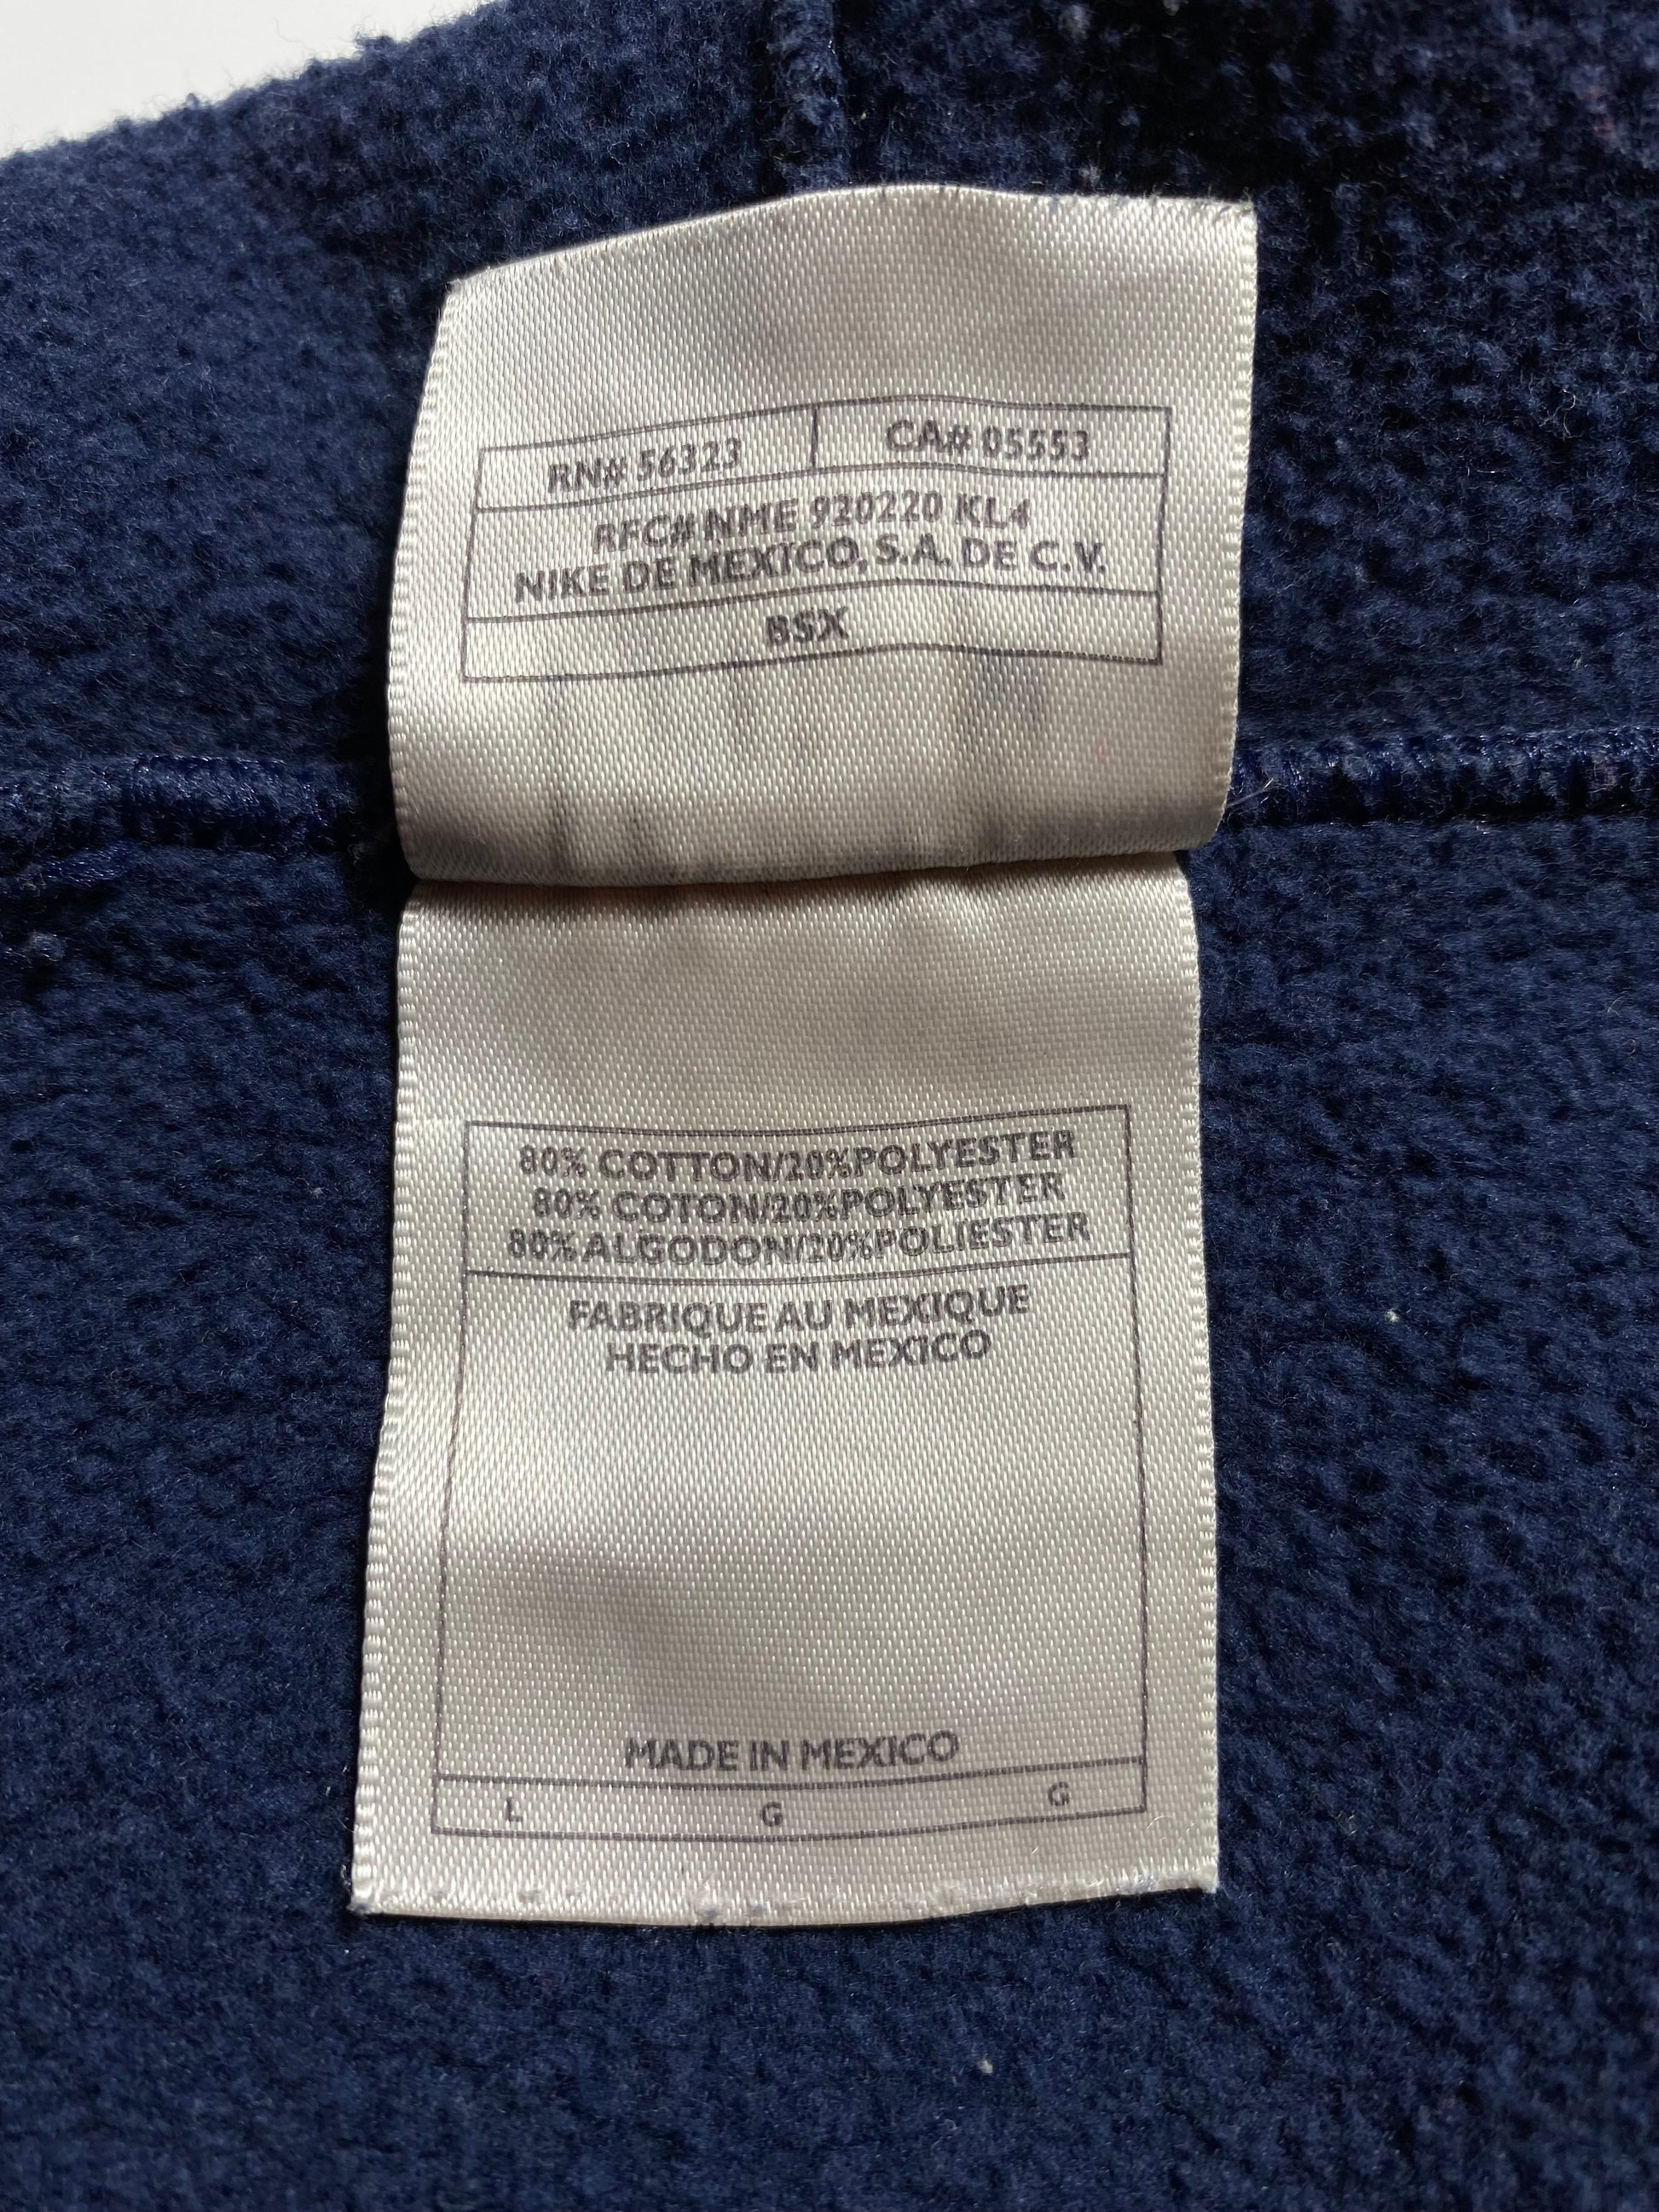 RN# 56323 CA# 05553
RFC# NME 920220 KL4
NIKE DE MEXICO, S.A. DE C.V.
BSX
80% COTTON/20%POLYESTER
80% COTON/20%POLYESTER
80% ALGODON/20%POLIESTER
FABRIQUE AU MEXIQUE
HECHO EN MEXICO
MADE IN MEXICO
L G G